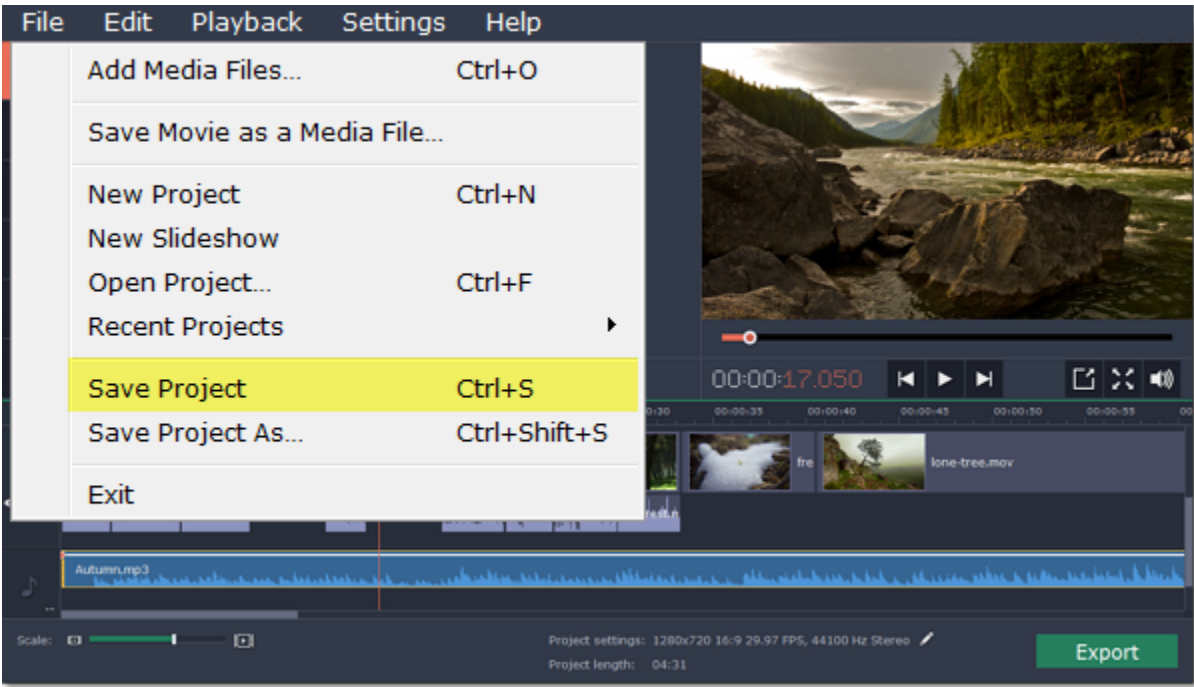 File Edit Playback Settings Help
Add Media Files... Ctrl+O
Save Movie as a Media File...
New Project Ctrl+N
New Slideshow
Open Project... Ctrl+F
Recent Projects
Save Project Ctrl+S
Save Project As... Ctrl+Shift+S
Exit
00:00:17.050
00:00:35 00:00:40 00:00:45 00:00:50 00:00:55
fre lone-tree.mov
Autumn.mp3
Scale: Project settings: 1280x720 16:9 29.97 FPS, 44100 Hz Stereo
Project length: 04:31
Export